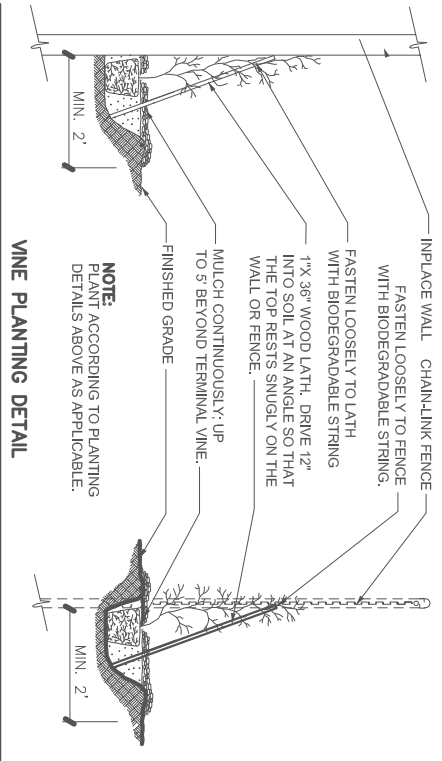 INPLACE WALL
CHAIN-LINK FENCE
FASTEN LOOSELY TO FENCE
WITH BIODEGRADABLE STRING.
FASTEN LOOSELY TO LATH
WITH BIODEGRADABLE STRING
1"X 36" WOOD LATH. DRIVE 12"
INTO SOIL AT AN ANGLE SO THAT
THE TOP RESTS SNUGLY ON THE
WALL OR FENCE.
MULCH CONTINUOUSLY; UP
TO 5' BEYOND TERMINAL VINE.
FINISHED GRADE
MIN. 2'
MIN. 2'
NOTE:
PLANT ACCORDING TO PLANTING
DETAILS ABOVE AS APPLICABLE.
VINE PLANTING DETAIL